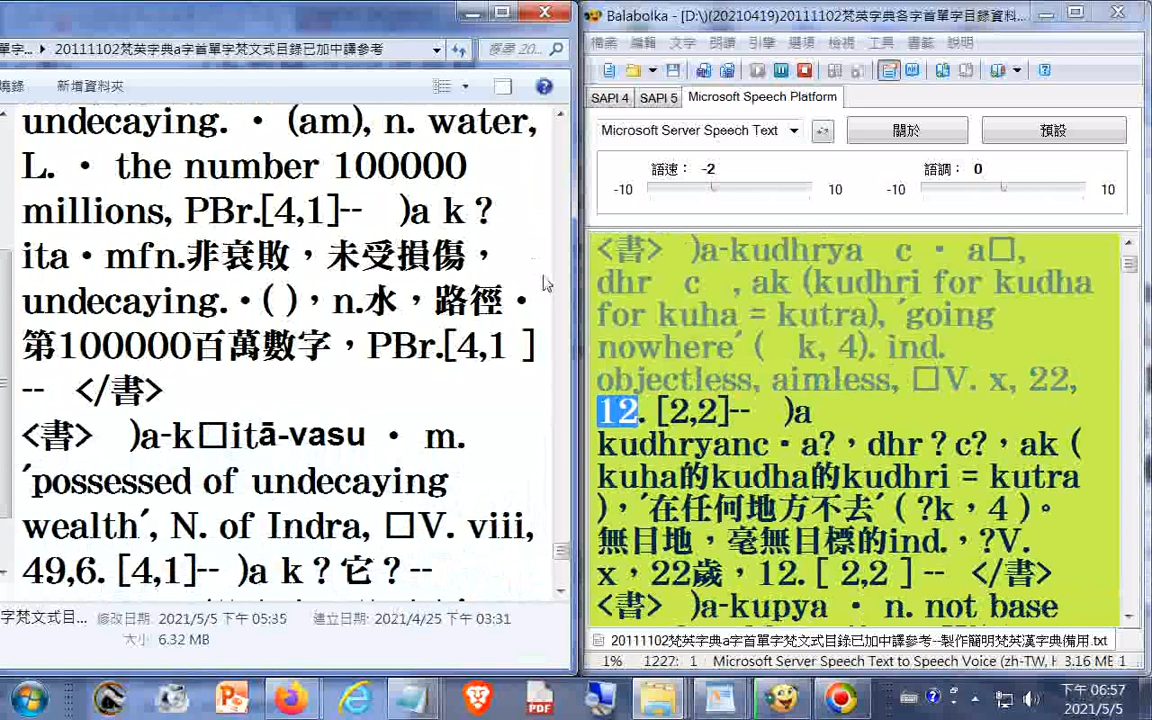 Balabolka - [D:\)(20210419)20111102梵英字典各字首單字目錄資料...
單字... ▸ 20111102梵英字典a字首單字梵文式目錄已加中譯參考
搜尋 20...
燒錄 新增資料夾
undecaying. • (am), n. water,
L. • the number 100000
millions, PBr.[4,1]-- )a k ?
ita • mfn.非衰敗，未受損傷，
undecaying. • ( )，n.水，路徑 •
第100000百萬數字，PBr.[4,1 ]
-- </書>
<書> )a-k□itā-vasu • m.
´possessed of undecaying
wealth´, N. of Indra, □V. viii,
49,6. [4,1]-- )a k ? 它 ? --
字梵文式目... 修改日期: 2021/5/5 下午 05:35 建立日期: 2021/4/25 下午 03:31
大小: 6.32 MB
檔案 編輯 文字 朗讀 引擎 選項 檢視 工具 書籤 說明
SAPI 4 SAPI 5 Microsoft Speech Platform
Microsoft Server Speech Text 關於 預設
語速： -2 語調： 0
-10 10 -10 10
<書> )a-kudhrya c • a□,
dhr c , ak (kudhri for kudha
for kuha = kutra), ´going
nowhere´ ( k, 4). ind.
objectless, aimless, □V. x, 22,
12. [2,2]-- )a
kudhryanc • a?，dhr ? c?，ak (
kuha的kudha的kudhri = kutra
)，´在任何地方不去´ ( ?k，4 )。
無目地，毫無目標的ind.，?V.
x，22歲，12. [ 2,2 ] -- </書>
<書> )a-kupya • n. not base
20111102梵英字典a字首單字梵文式目錄已加中譯參考--製作簡明梵英漢字典備用.txt
1% 1227: 1 Microsoft Server Speech Text to Speech Voice (zh-TW, H 3.16 ME 1
下午 06:57
2021/5/5